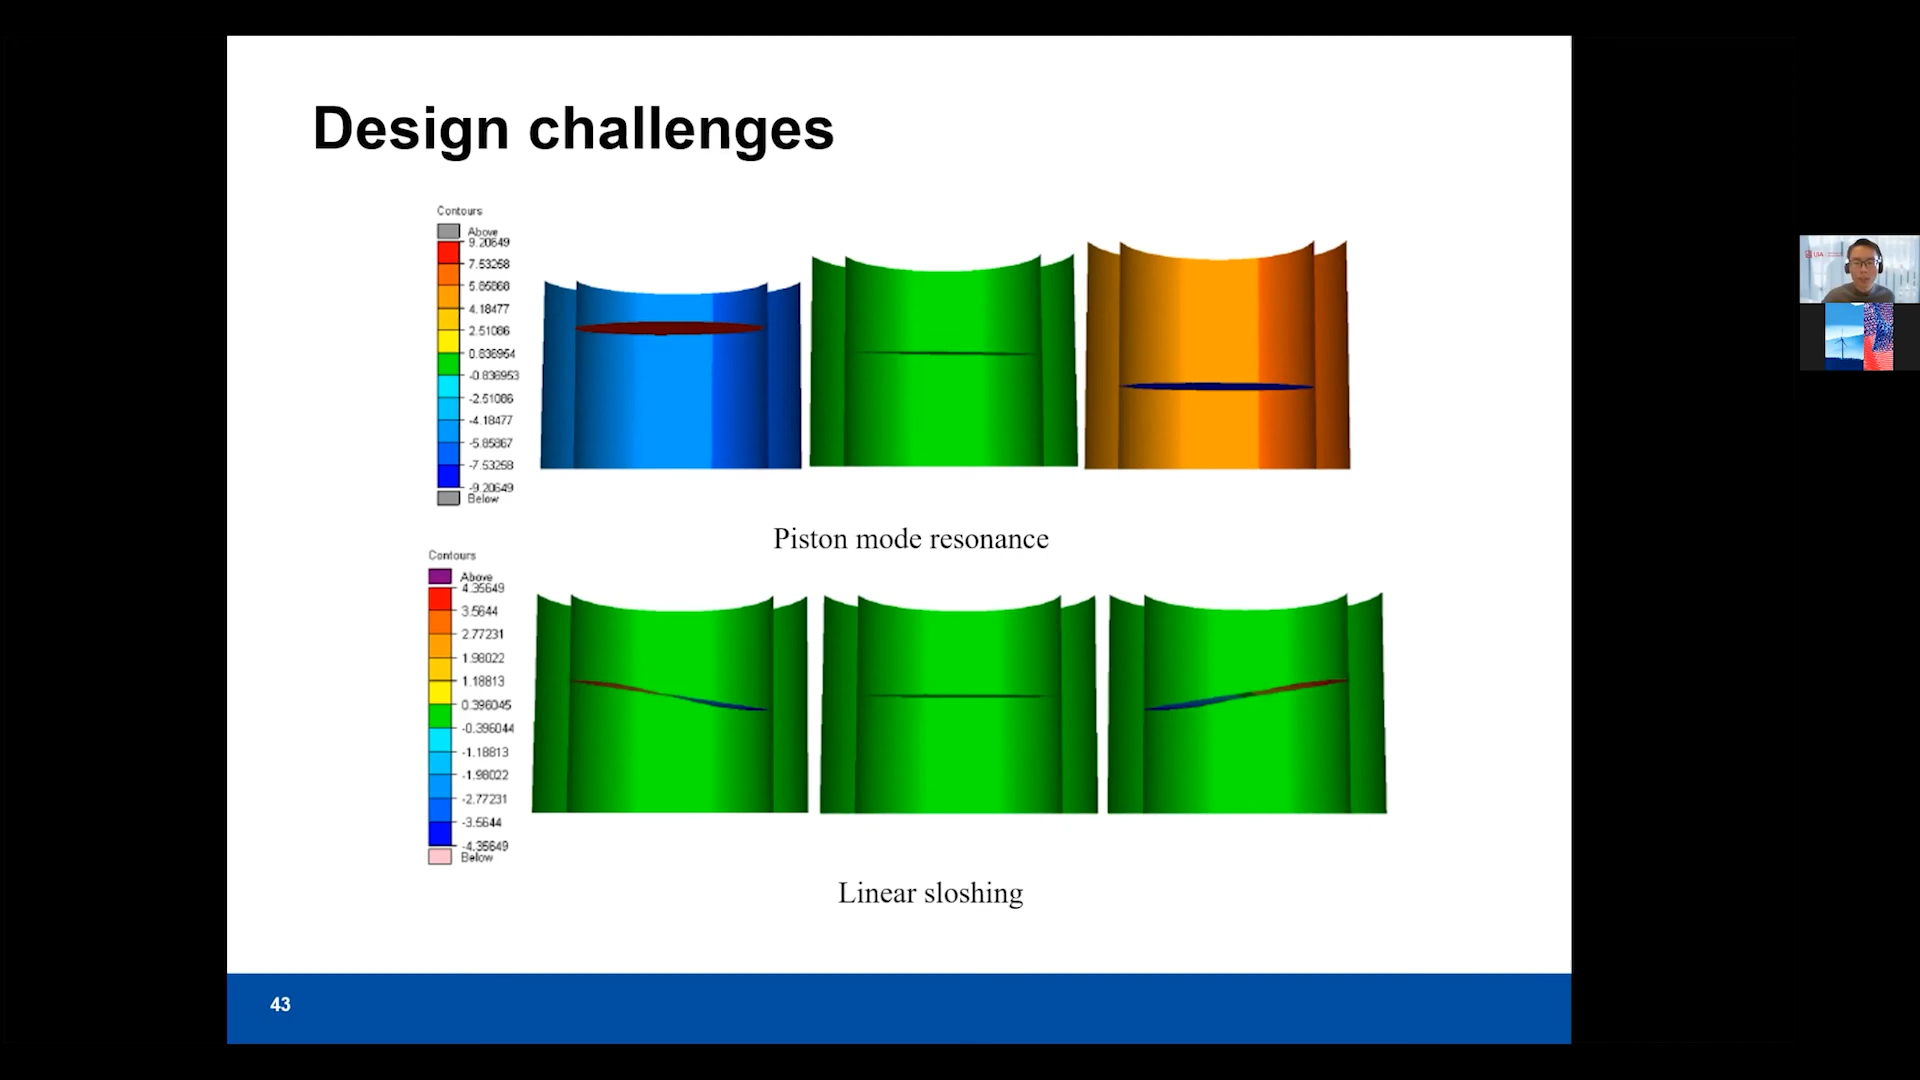 Design challenges
Contours
Above
9.20649
7.53258
5.86868
4.18477
2.51086
0.836954
-0.836953
-2.51086
-4.18477
-5.85867
-7.53258
-9.20649
Below
Piston mode resonance
Contours
Above
4.35649
3.5644
2.77231
1.98022
1.18813
0.396045
-0.396044
-1.18813
-1.98022
-2.77231
-3.5644
-4.35649
Below
Linear sloshing
43
UiA